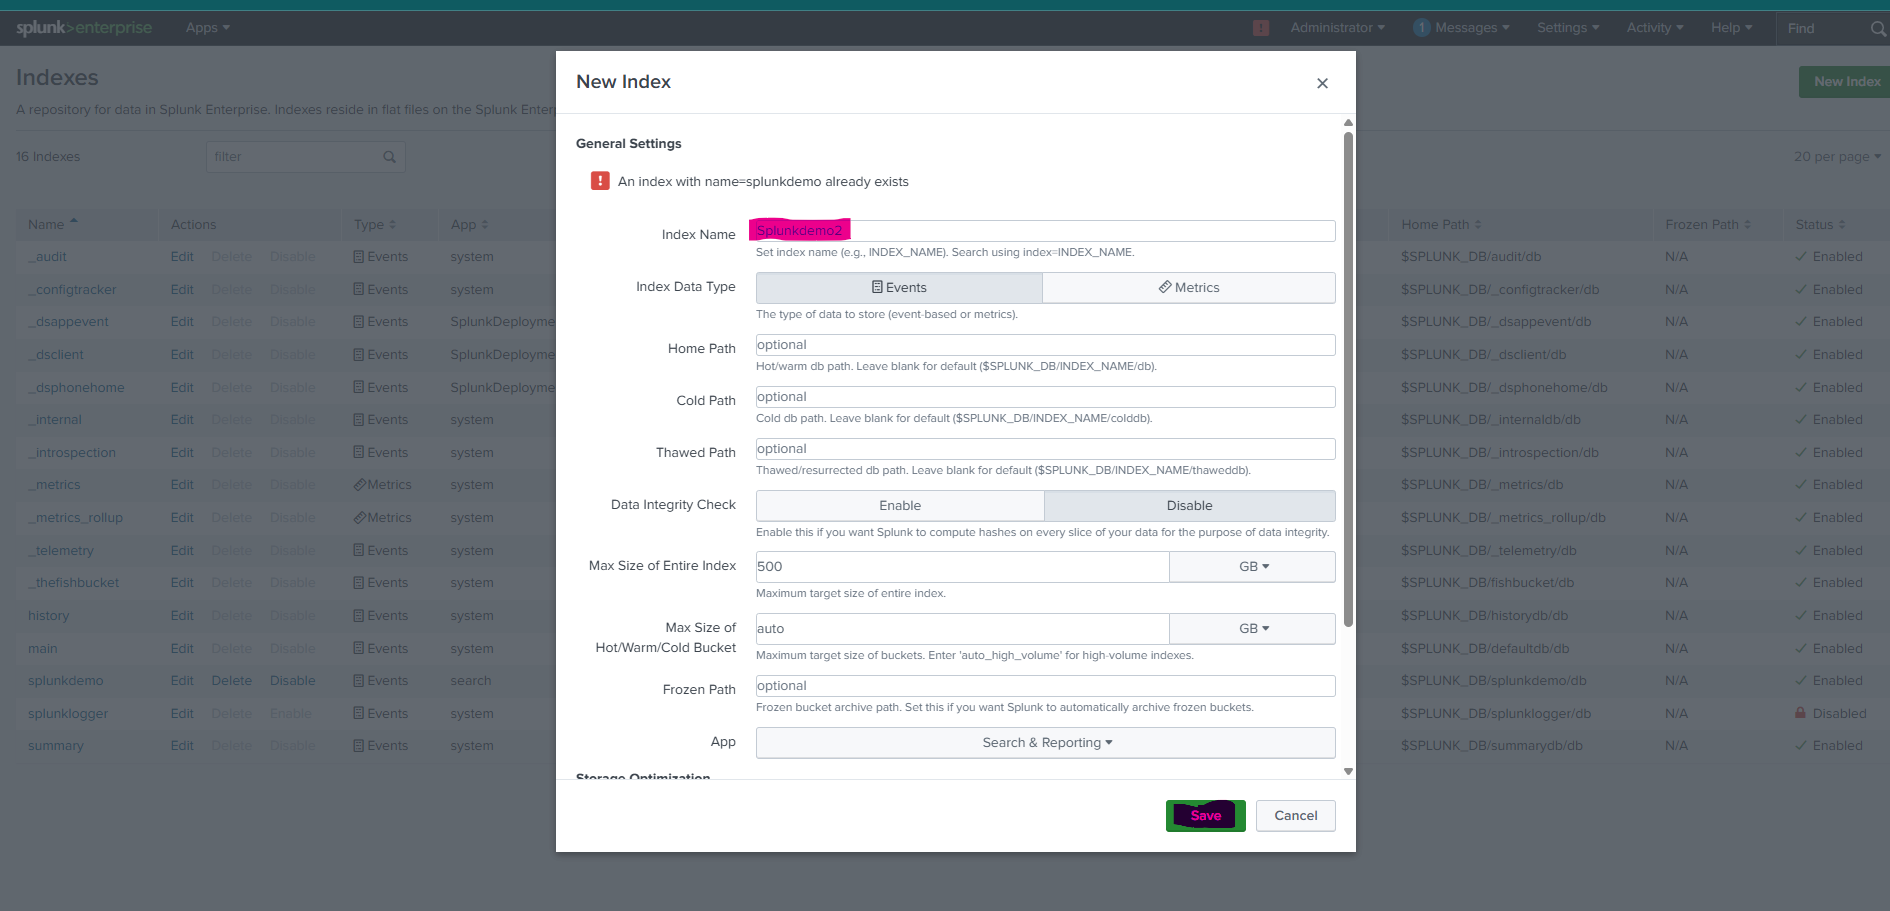 splunk>enterprise Apps Administrator 1 Messages Settings Activity Help Find
Indexes
New Index
A repository for data in Splunk Enterprise. Indexes reside in flat files on the Splunk
16 Indexes filter 20 per page
Name Actions Type App Home Path Frozen Path Status
_audit Edit Delete Disable Events system $SPLUNK_DB/audit/db N/A Enabled
_configtracker Edit Delete Disable Events system $SPLUNK_DB/_configtracker/db N/A Enabled
_dsappevent Edit Delete Disable Events SplunkDeployme $SPLUNK_DB/_dsappevent/db N/A Enabled
_dsclient Edit Delete Disable Events SplunkDeployme $SPLUNK_DB/_dsclient/db N/A Enabled
_dsphonehome Edit Delete Disable Events SplunkDeployme $SPLUNK_DB/_dsphonehome/db N/A Enabled
_internal Edit Delete Disable Events system $SPLUNK_DB/_internaldb/db N/A Enabled
_introspection Edit Delete Disable Events system $SPLUNK_DB/_introspection/db N/A Enabled
_metrics Edit Delete Disable Metrics system $SPLUNK_DB/_metrics/db N/A Enabled
_metrics_rollup Edit Delete Disable Metrics system $SPLUNK_DB/_metrics_rollup/db N/A Enabled
_telemetry Edit Delete Disable Events system $SPLUNK_DB/_telemetry/db N/A Enabled
_thefishbucket Edit Delete Disable Events system $SPLUNK_DB/fishbucket/db N/A Enabled
history Edit Delete Disable Events system $SPLUNK_DB/historydb/db N/A Enabled
main Edit Delete Disable Events system $SPLUNK_DB/defaultdb/db N/A Enabled
splunkdemo Edit Delete Disable Events search $SPLUNK_DB/splunkdemo/db N/A Enabled
splunklogger Edit Delete Enable Events system $SPLUNK_DB/splunklogger/db N/A Disabled
summary Edit Delete Disable Events system $SPLUNK_DB/summarydb/db N/A Enabled
New Index
General Settings
An index with name=splunkdemo already exists
Index Name Splunkdemo2
Set index name (e.g., INDEX_NAME). Search using index=INDEX_NAME.
Index Data Type Events Metrics
The type of data to store (event-based or metrics).
Home Path optional
Hot/warm db path. Leave blank for default ($SPLUNK_DB/INDEX_NAME/db).
Cold Path optional
Cold db path. Leave blank for default ($SPLUNK_DB/INDEX_NAME/colddb).
Thawed Path optional
Thawed/resurrected db path. Leave blank for default ($SPLUNK_DB/INDEX_NAME/thaweddb).
Data Integrity Check Enable Disable
Enable this if you want Splunk to compute hashes on every slice of your data for the purpose of data integrity.
Max Size of Entire Index 500 GB
Maximum target size of entire index.
Max Size of
Hot/Warm/Cold Bucket auto GB
Maximum target size of buckets. Enter 'auto_high_volume' for high-volume indexes.
Frozen Path optional
Frozen bucket archive path. Set this if you want Splunk to automatically archive frozen buckets.
App Search & Reporting
Storage Optimization
Save Cancel